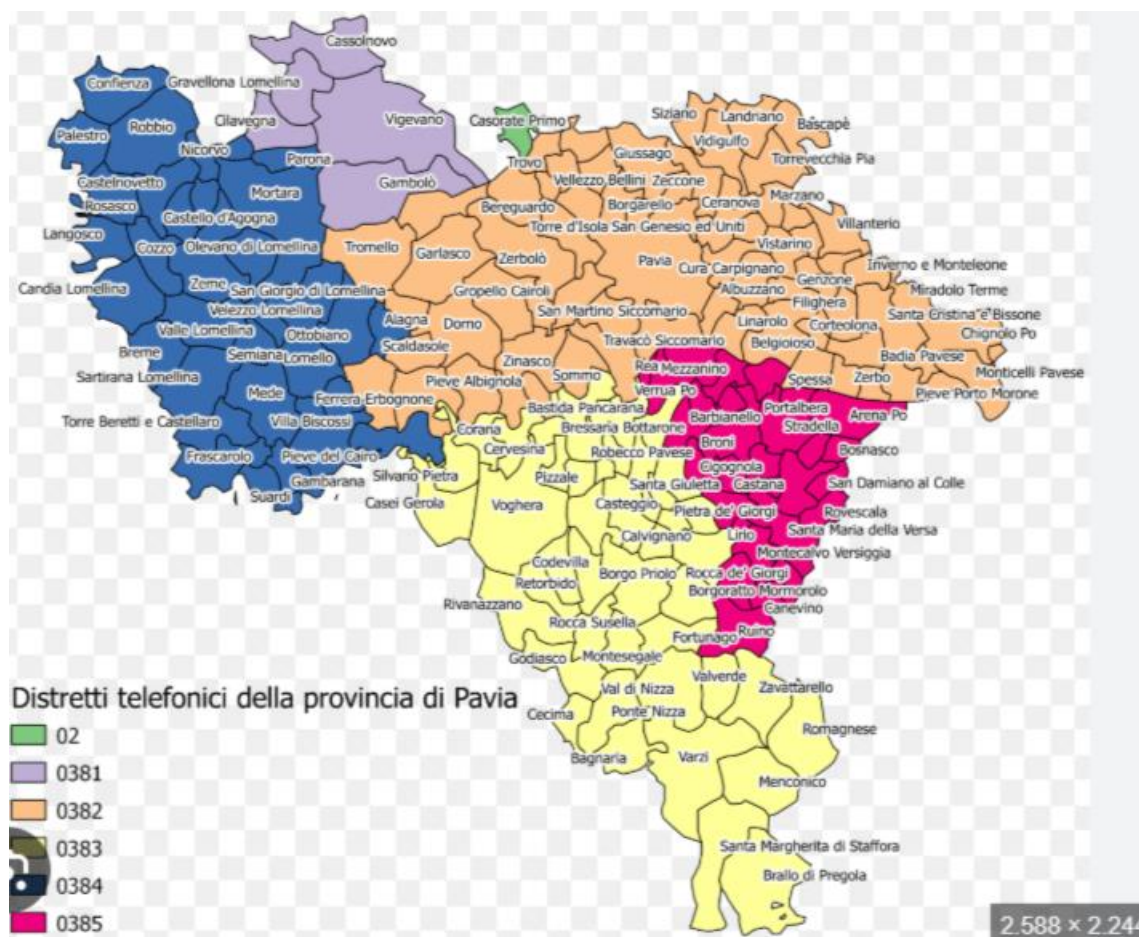 Cassolnovo
Confienza
Gravellona Lomellina
Cilavegna
Vigevano
Casorate Primo
Siziano
Landriano
Bascapè
Palestro
Robbio
Nicorvo
Parona
Trovo
Giussago
Vidigulfo
Torrevecchia Pia
Castelnovetto
Mortara
Gambolò
Vellezzo Bellini
Zeccone
Rosasco
Castello d'Agogna
Bereguardo
Borgarello
Ceranova
Marzano
Langosco
Cozzo
Olevano di Lomellina
Tromello
Garlasco
Zerbolò
Torre d'Isola
San Genesio ed Uniti
Vistarino
Villanterio
Pavia
Cura Carpignano
Genzone
Inverno e Monteleone
Candia Lomellina
Zeme
San Giorgio di Lomellina
Gropello Cairoli
Albuzzano
Filighera
Miradolo Terme
Velezzo Lomellina
Alagna
Dorno
San Martino Siccomario
Linarolo
Corteolona
Santa Cristina e Bissone
Valle Lomellina
Ottobiano
Scaldasole
Travacò Siccomario
Belgioioso
Chignolo Po
Breme
Semiana
Lomello
Zinasco
Badia Pavese
Sartirana Lomellina
Mede
Ferrera Erbognone
Pieve Albignola
Sommo
Rea
Mezzanino
Spessa
Zerbo
Monticelli Pavese
Verrua Po
Pieve Porto Morone
Torre Beretti e Castellaro
Villa Biscossi
Corana
Bastida Pancarana
Barbianello
Portalbera
Arena Po
Bressana Bottarone
Stradella
Frascarolo
Pieve del Cairo
Cervesina
Robecco Pavese
Broni
Bosnasco
Suardi
Gambarana
Silvano Pietra
Pizzale
Santa Giuletta
Cigognola
Castana
San Damiano al Colle
Casei Gerola
Voghera
Casteggio
Pietra de' Giorgi
Rovescala
Calvignano
Lirio
Santa Maria della Versa
Montecalvo Versiggia
Codevilla
Retorbido
Borgo Priolo
Rocca de' Giorgi
Borgoratto Mormorolo
Rivanazzano
Canevino
Rocca Susella
Fortunago
Ruino
Godiasco
Montesegale
Valverde
Zavattarello
Val di Nizza
Cecima
Ponte Nizza
Romagnese
Bagnaria
Varzi
Menconico
Santa Margherita di Staffora
Brallo di Pregola
Distretti telefonici della provincia di Pavia
02
0381
0382
0383
0384
0385
2.588 × 2.244